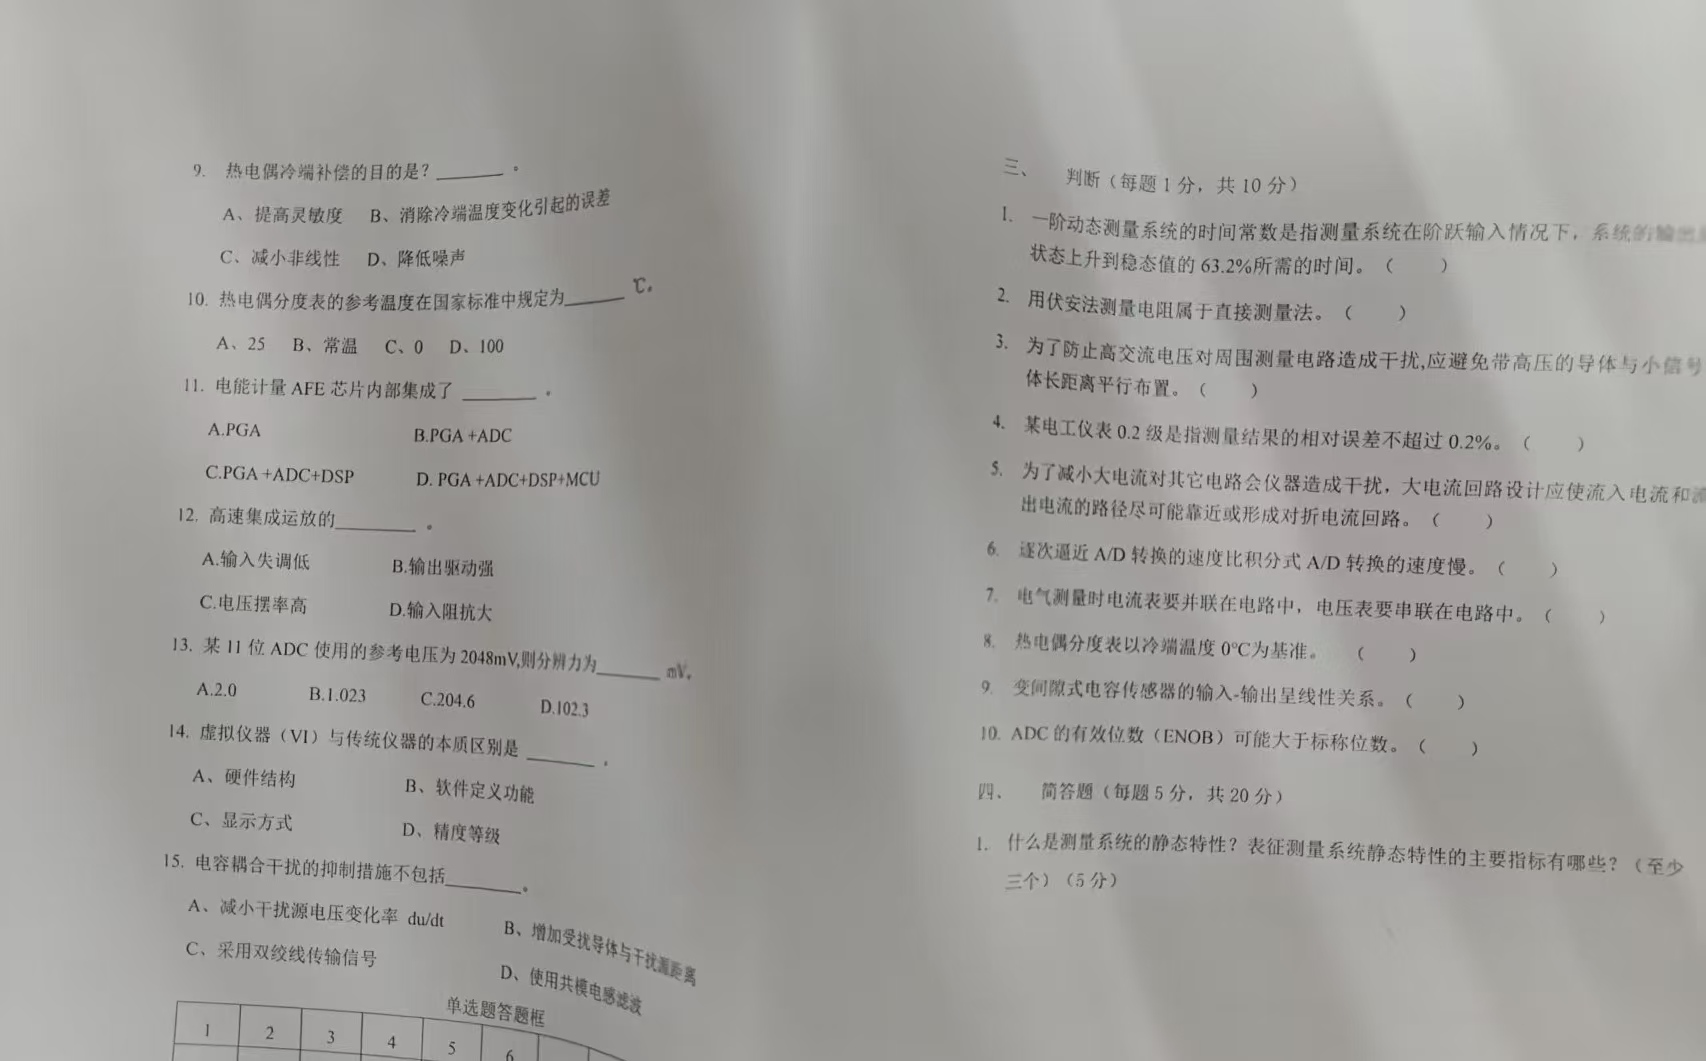 9. 热电偶冷端补偿的目的是？______。
A、提高灵敏度 B、消除冷端温度变化引起的误差
C、减小非线性 D、降低噪声
10. 热电偶分度表的参考温度在国家标准中规定为______℃。
A、25 B、常温 C、0 D、100
11. 电能计量 AFE 芯片内部集成了 ______。
A.PGA B.PGA +ADC
C.PGA +ADC+DSP D. PGA +ADC+DSP+MCU
12. 高速集成运放的______。
A.输入失调低 B.输出驱动强
C.电压摆率高 D.输入阻抗大
13. 某 11 位 ADC 使用的参考电压为 2048mV,则分辨力为______ mV。
A.2.0 B.1.023 C.204.6 D.102.3
14. 虚拟仪器（VI）与传统仪器的本质区别是 ______。
A、硬件结构 B、软件定义功能
C、显示方式 D、精度等级
15. 电容耦合干扰的抑制措施不包括______。
A、减小干扰源电压变化率 du/dt B、增加受扰导体与干扰源距离
C、采用双绞线传输信号 D、使用共模电感滤波
单选题答题框
1 2 3 4 5 6
三、 判断（每题 1 分，共 10 分）
1. 一阶动态测量系统的时间常数是指测量系统在阶跃输入情况下，系统的输出
状态上升到稳态值的 63.2%所需的时间。（ ）
2. 用伏安法测量电阻属于直接测量法。（ ）
3. 为了防止高交流电压对周围测量电路造成干扰,应避免带高压的导体与小信号
体长距离平行布置。（ ）
4. 某电工仪表 0.2 级是指测量结果的相对误差不超过 0.2%。（ ）
5. 为了减小大电流对其它电路会仪器造成干扰，大电流回路设计应使流入电流和流
出电流的路径尽可能靠近或形成对折电流回路。（ ）
6. 逐次逼近 A/D 转换的速度比积分式 A/D 转换的速度慢。（ ）
7. 电气测量时电流表要并联在电路中，电压表要串联在电路中。（ ）
8. 热电偶分度表以冷端温度 0℃为基准。 （ ）
9. 变间隙式电容传感器的输入-输出呈线性关系。（ ）
10. ADC 的有效位数（ENOB）可能大于标称位数。（ ）
四、 简答题（每题 5 分，共 20 分）
1. 什么是测量系统的静态特性？表征测量系统静态特性的主要指标有哪些？（至少
三个）（5 分）